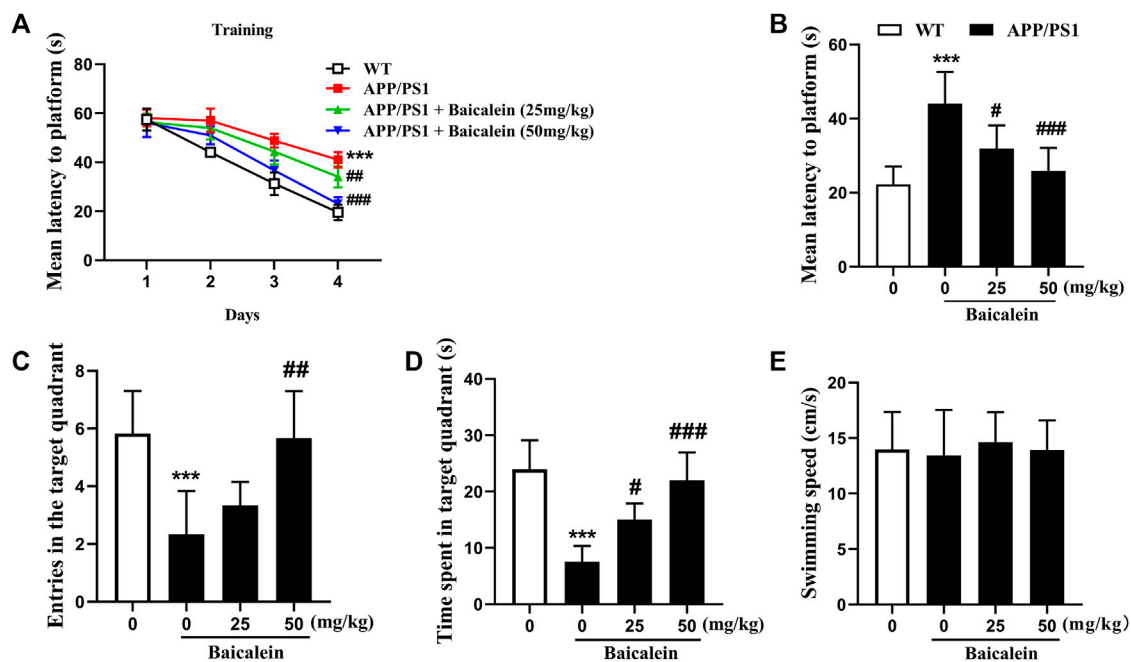 A
Training
Mean latency to platform (s)
80
60
40
20
0
1 2 3 4
Days
WT
APP/PS1
APP/PS1 + Baicalein (25mg/kg)
APP/PS1 + Baicalein (50mg/kg)
***
##
###
B
WT APP/PS1
Mean latency to platform (s)
60
40
20
0
***
#
###
0 0 25 50 (mg/kg)
Baicalein
C
Entries in the target quadrant
8
6
4
2
0
***
##
0 0 25 50 (mg/kg)
Baicalein
D
Time spent in target quadrant (s)
40
30
20
10
0
***
#
###
0 0 25 50 (mg/kg)
Baicalein
E
Swimming speed (cm/s)
20
15
10
5
0
0 0 25 50 (mg/kg)
Baicalein